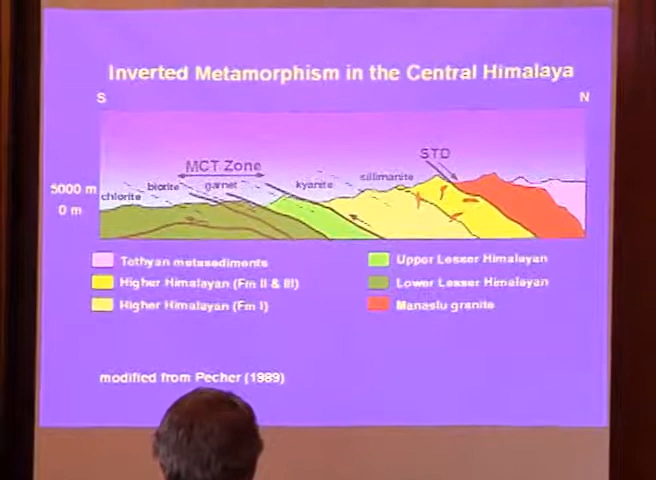 Inverted Metamorphism in the Central Himalaya
S N
STD
MCT Zone
sillimanite
kyanite
biotite garnet
5000 m
chlorite
0 m
Tethyan metasediments
Higher Himalayan (Fm II & III)
Higher Himalayan (Fm I)
Upper Lesser Himalayan
Lower Lesser Himalayan
Manaslu granite
modified from Pecher (1989)